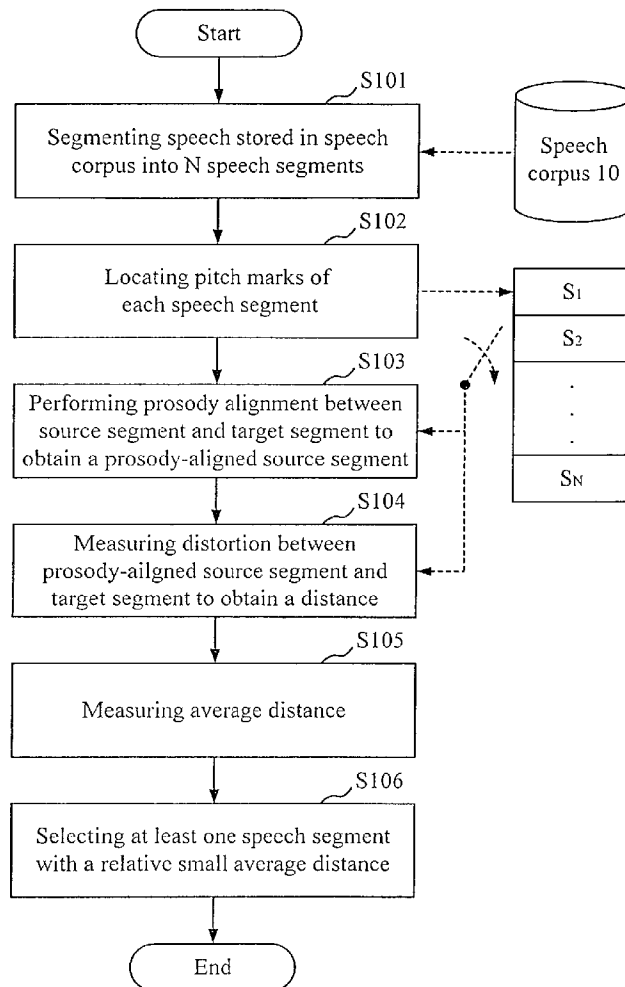 Start
S101
Segmenting speech stored in speech
corpus into N speech segments
Speech
corpus 10
S102
Locating pitch marks of
each speech segment
S1
S2
.
.
.
SN
S103
Performing prosody alignment between
source segment and target segment to
obtain a prosody-aligned source segment
S104
Measuring distortion between
prosody-ailgned source segment and
target segment to obtain a distance
S105
Measuring average distance
S106
Selecting at least one speech segment
with a relative small average distance
End